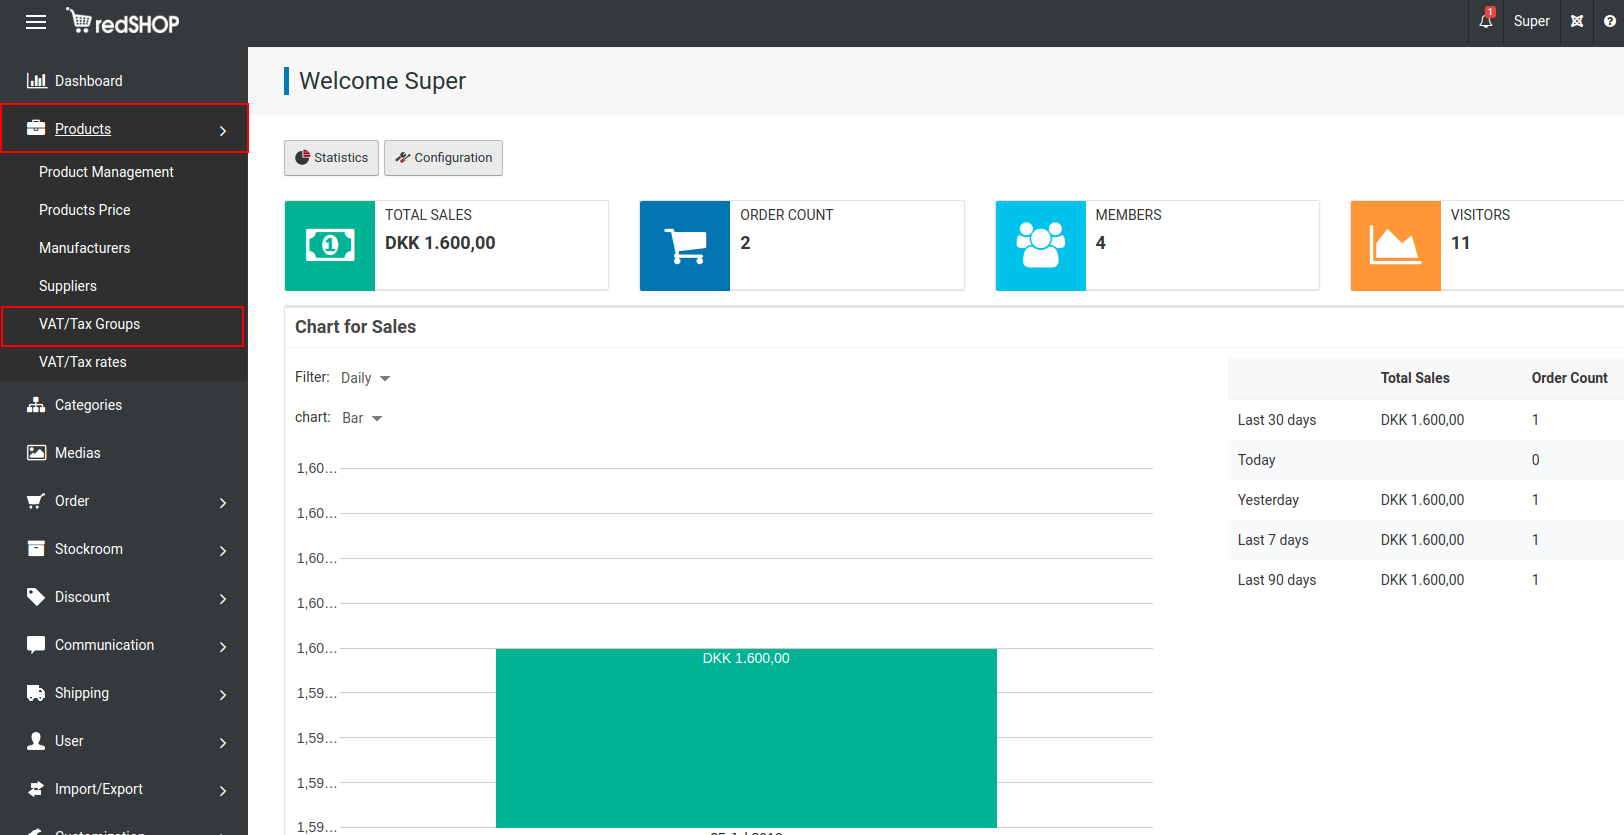 redSHOP
1
Super
Dashboard
Products
Product Management
Products Price
Manufacturers
Suppliers
VAT/Tax Groups
VAT/Tax rates
Categories
Medias
Order
Stockroom
Discount
Communication
Shipping
User
Import/Export
Customization
Welcome Super
Statistics
Configuration
TOTAL SALES
DKK 1.600,00
ORDER COUNT
2
MEMBERS
4
VISITORS
11
Chart for Sales
Filter: Daily
chart: Bar
1,60…
1,60…
1,60…
1,60…
1,60…
1,59…
1,59…
1,59…
1,59…
DKK 1.600,00
Total Sales Order Count
Last 30 days DKK 1.600,00 1
Today 0
Yesterday DKK 1.600,00 1
Last 7 days DKK 1.600,00 1
Last 90 days DKK 1.600,00 1